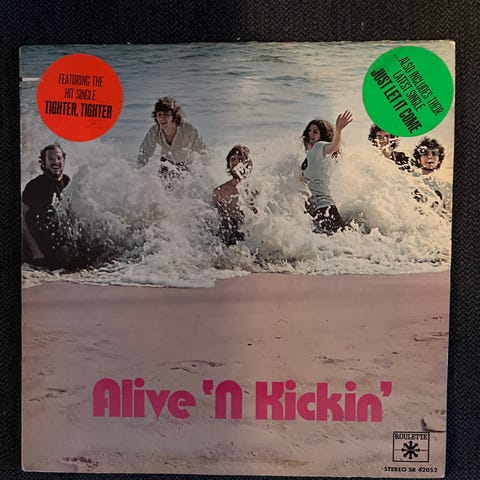 FEATURING THE
HIT SINGLE
TIGHTER, TIGHTER
...ALSO INCLUDES THEIR
LATEST SINGLE
JUST LET IT COME
Alive 'N Kickin'
ROULETTE
STEREO SR 42052